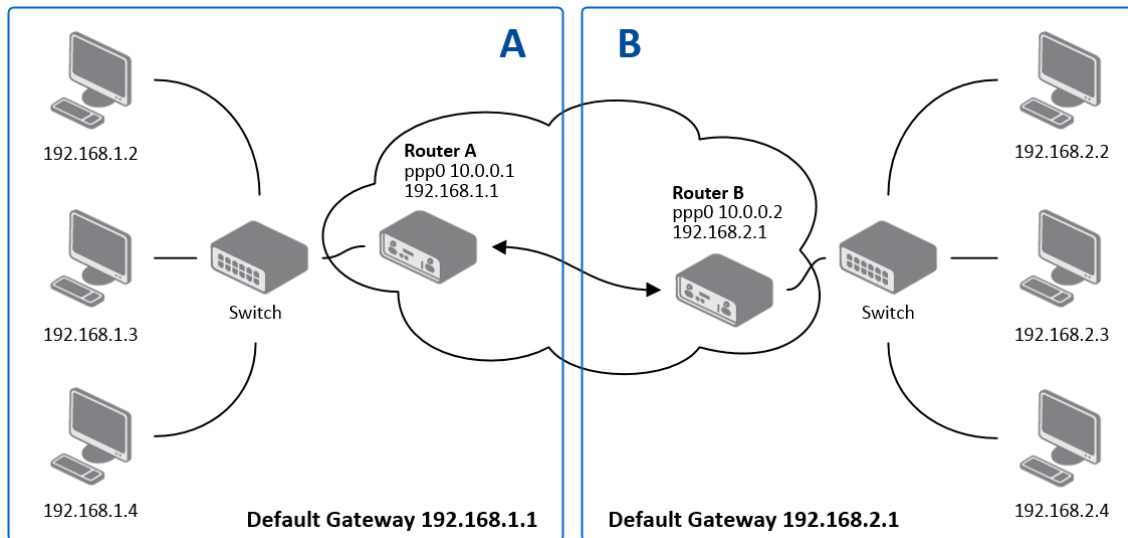 A
B
192.168.1.2
192.168.2.2
Router A
ppp0 10.0.0.1
192.168.1.1
Router B
ppp0 10.0.0.2
192.168.2.1
Switch
Switch
192.168.1.3
192.168.2.3
192.168.1.4
192.168.2.4
Default Gateway 192.168.1.1
Default Gateway 192.168.2.1